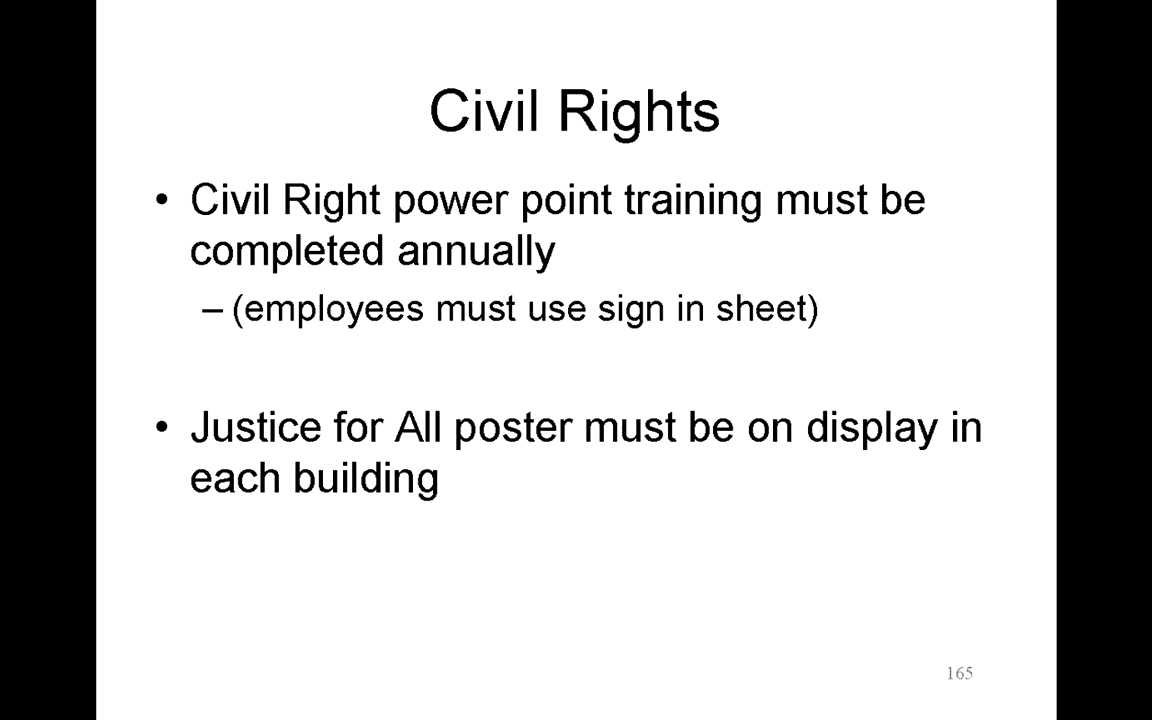 Civil Rights
• Civil Right power point training must be
completed annually
– (employees must use sign in sheet)
• Justice for All poster must be on display in
each building
165